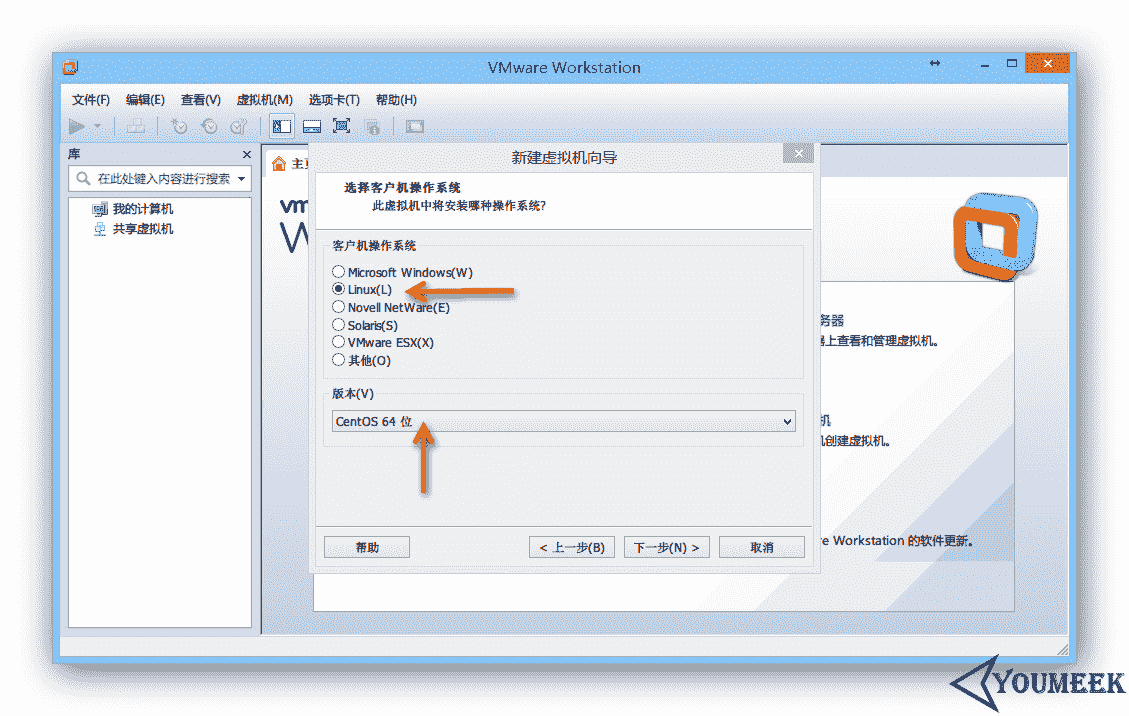 VMware Workstation
文件(F) 编辑(E) 查看(V) 虚拟机(M) 选项卡(T) 帮助(H)
库
在此处键入内容进行搜索
我的计算机
共享虚拟机
主
vm
W
新建虚拟机向导
选择客户机操作系统
此虚拟机中将安装哪种操作系统?
客户机操作系统
Microsoft Windows(W)
Linux(L)
Novell NetWare(E)
Solaris(S)
VMware ESX(X)
其他(O)
版本(V)
CentOS 64 位
帮助
< 上一步(B)
下一步(N) >
取消
务器
器上查看和管理虚拟机。
机
机创建虚拟机。
re Workstation 的软件更新。
YOUMEEK